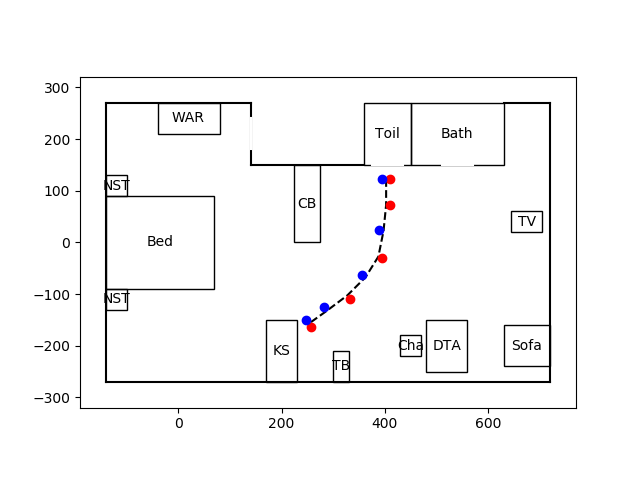 300
WAR
Toil
Bath
200
NST
100
CB
TV
Bed
0
NST
−100
KS
TB
Cha
DTA
Sofa
−200
−300
0
200
400
600